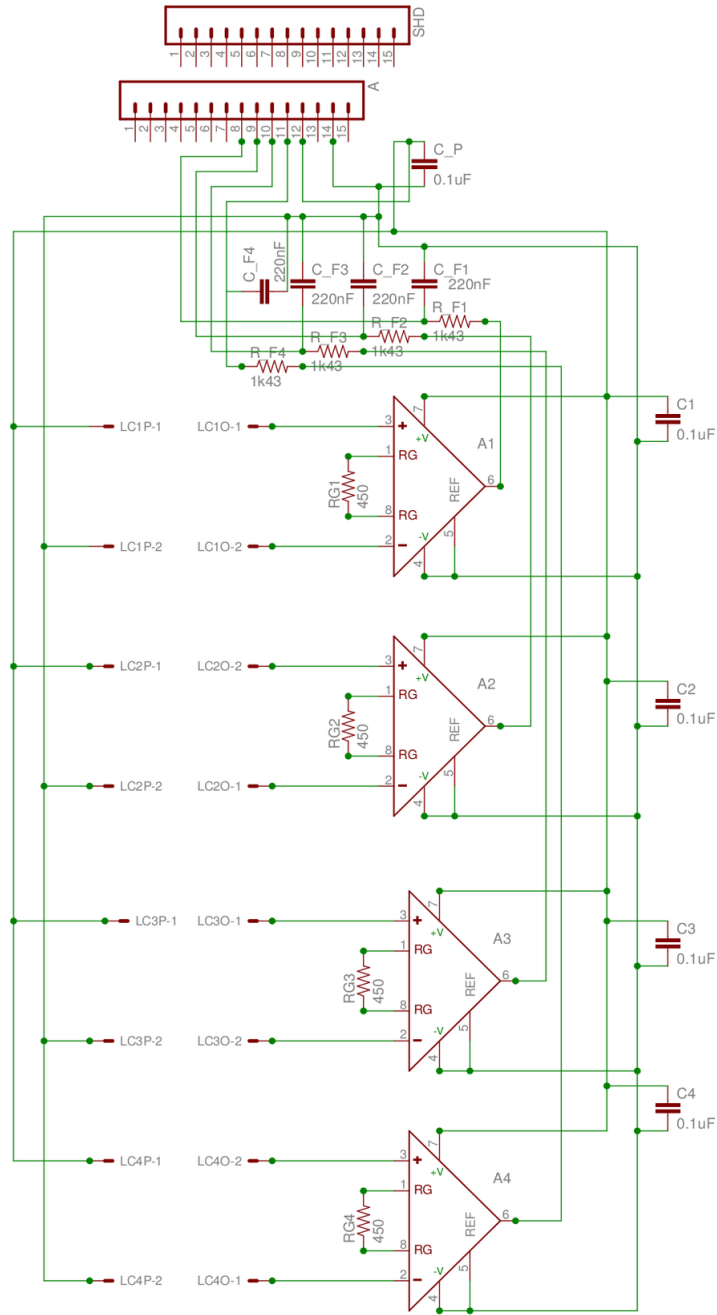 SHD
1 2 3 4 5 6 7 8 9 10 11 12 13 14 15
A
1 2 3 4 5 6 7 8 9 10 11 12 13 14 15
C_P
0.1uF
C_F4
220nF
C_F3
220nF
C_F2
220nF
C_F1
220nF
R_F1
1k43
R_F2
1k43
R_F3
1k43
R_F4
1k43
LC1P-1
LC1O-1
3
+
7
+V
A1
C1
0.1uF
1
RG
RG1
450
REF
6
8
RG
LC1P-2
LC1O-2
2
-V
4
5
LC2P-1
LC2O-2
3
+
7
+V
A2
C2
0.1uF
1
RG
RG2
450
REF
6
8
RG
LC2P-2
LC2O-1
2
-V
4
5
LC3P-1
LC3O-1
3
+
7
+V
A3
C3
0.1uF
1
RG
RG3
450
REF
6
8
RG
LC3P-2
LC3O-2
2
-V
4
5
C4
0.1uF
LC4P-1
LC4O-2
3
+
7
+V
A4
1
RG
RG4
450
REF
6
8
RG
LC4P-2
LC4O-1
2
-V
4
5